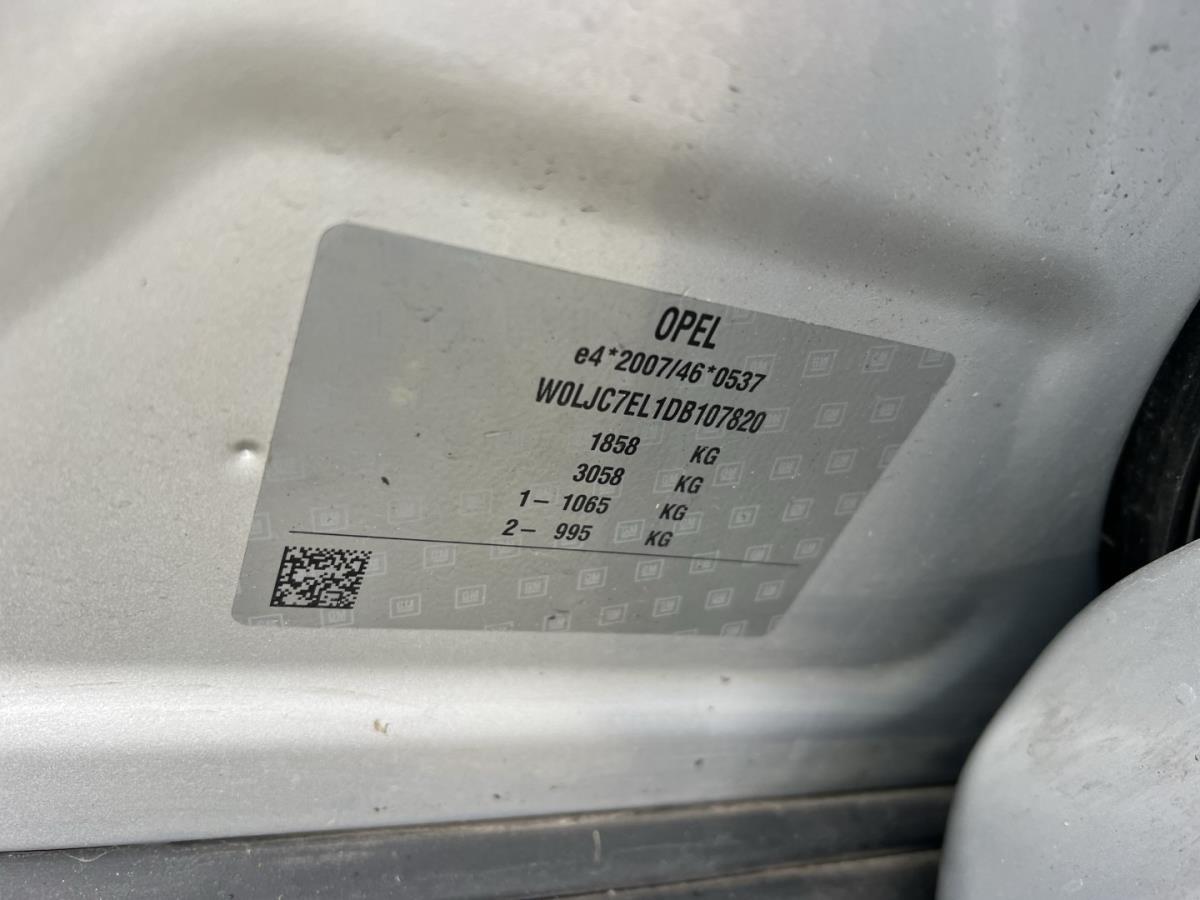 OPEL
e4*2007/46*0537
W0LJC7EL1DB107820
1858 KG
3058 KG
1– 1065 KG
2– 995 KG